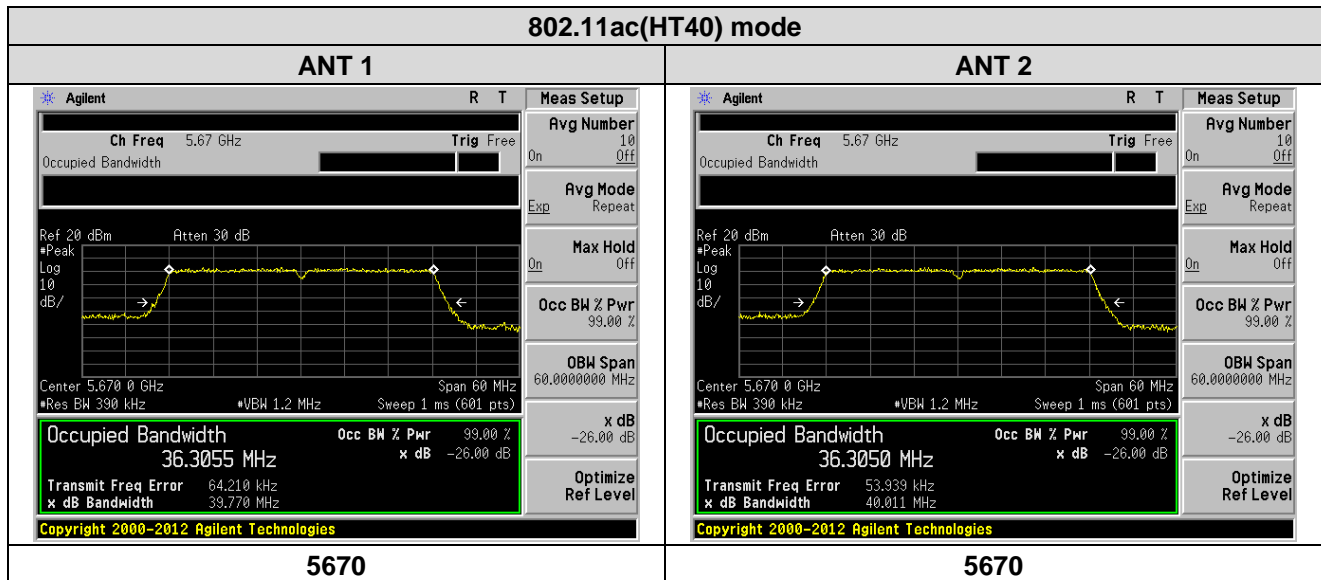 802.11ac(HT40) mode
ANT 1
ANT 2
Agilent R T Meas Setup
Ch Freq 5.67 GHz Trig Free
Occupied Bandwidth
Avg Number
10
On Off
Avg Mode
Exp Repeat
Ref 20 dBm Atten 30 dB
#Peak
Log
10
dB/
Max Hold
On Off
Occ BW % Pwr
99.00 %
OBW Span
60.0000000 MHz
Center 5.670 0 GHz Span 60 MHz
#Res BW 390 kHz #VBW 1.2 MHz Sweep 1 ms (601 pts)
x dB
-26.00 dB
Occupied Bandwidth Occ BW % Pwr 99.00 %
36.3055 MHz x dB -26.00 dB
Transmit Freq Error 64.210 kHz
x dB Bandwidth 39.770 MHz
Optimize
Ref Level
Copyright 2000-2012 Agilent Technologies
Agilent R T Meas Setup
Ch Freq 5.67 GHz Trig Free
Occupied Bandwidth
Avg Number
10
On Off
Avg Mode
Exp Repeat
Ref 20 dBm Atten 30 dB
#Peak
Log
10
dB/
Max Hold
On Off
Occ BW % Pwr
99.00 %
OBW Span
60.0000000 MHz
Center 5.670 0 GHz Span 60 MHz
#Res BW 390 kHz #VBW 1.2 MHz Sweep 1 ms (601 pts)
x dB
-26.00 dB
Occupied Bandwidth Occ BW % Pwr 99.00 %
36.3050 MHz x dB -26.00 dB
Transmit Freq Error 53.939 kHz
x dB Bandwidth 40.011 MHz
Optimize
Ref Level
Copyright 2000-2012 Agilent Technologies
5670
5670